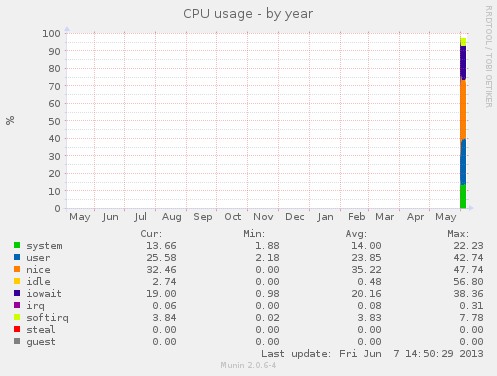 CPU usage - by year
RRDTOOL / TOBI OETIKER
%
100
90
80
70
60
50
40
30
20
10
0
May Jun Jul Aug Sep Oct Nov Dec Jan Feb Mar Apr May
Cur: Min: Avg: Max:
system 13.66 1.88 14.00 22.23
user 25.58 2.18 23.85 42.74
nice 32.46 0.00 35.22 47.74
idle 2.74 0.00 0.48 56.80
iowait 19.00 0.98 20.16 38.36
irq 0.06 0.00 0.08 0.31
softirq 3.84 0.02 3.83 7.78
steal 0.00 0.00 0.00 0.00
guest 0.00 0.00 0.00 0.00
Last update: Fri Jun 7 14:50:29 2013
Munin 2.0.6-4